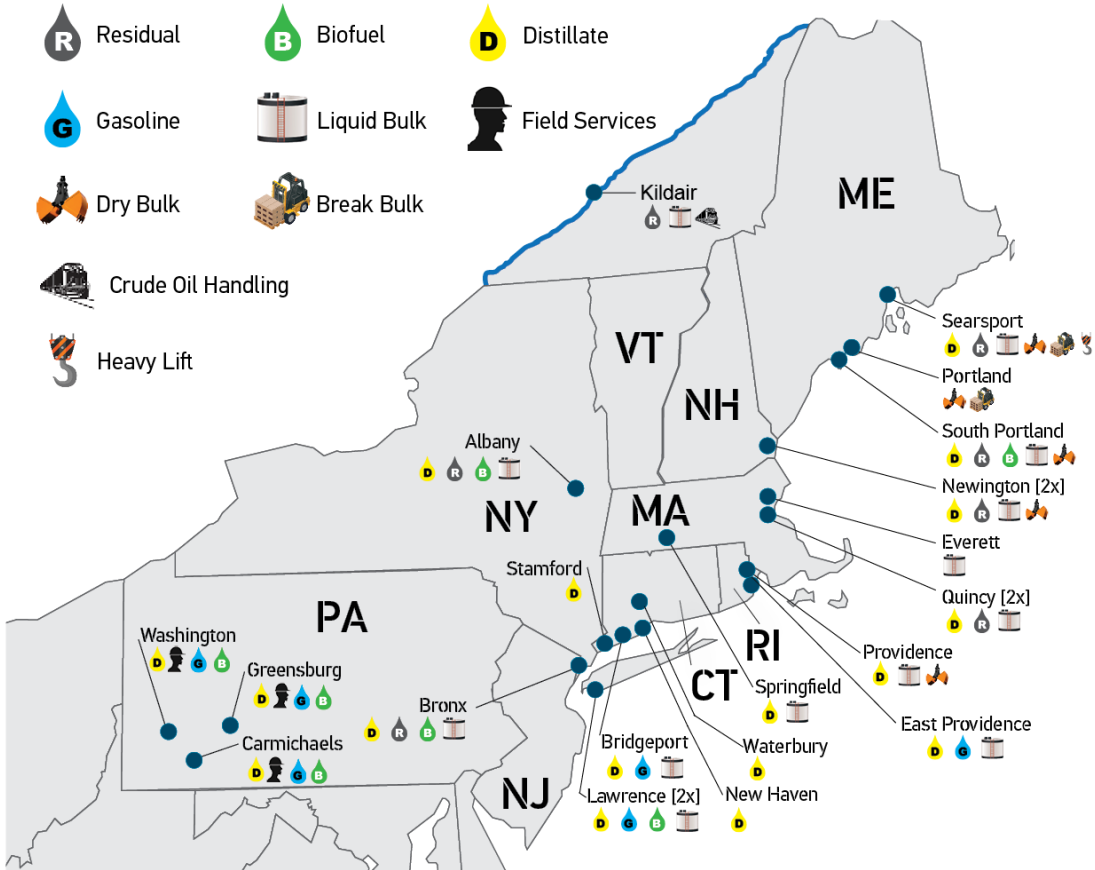 R Residual
B Biofuel
D Distillate
G Gasoline
Liquid Bulk
Field Services
Dry Bulk
Break Bulk
Crude Oil Handling
Heavy Lift
Kildair
R
ME
VT
NH
Searsport
D R
Portland
South Portland
D R B
Newington [2x]
D R
Everett
Quincy [2x]
D R
Albany
D R B
NY
MA
Stamford
D
PA
RI
CT
NJ
Washington
D G B
Greensburg
D G B
Carmichaels
D G B
Bronx
D R B
Providence
D
Springfield
D
East Providence
D G
Waterbury
D
Bridgeport
D G
New Haven
D
Lawrence [2x]
D G B